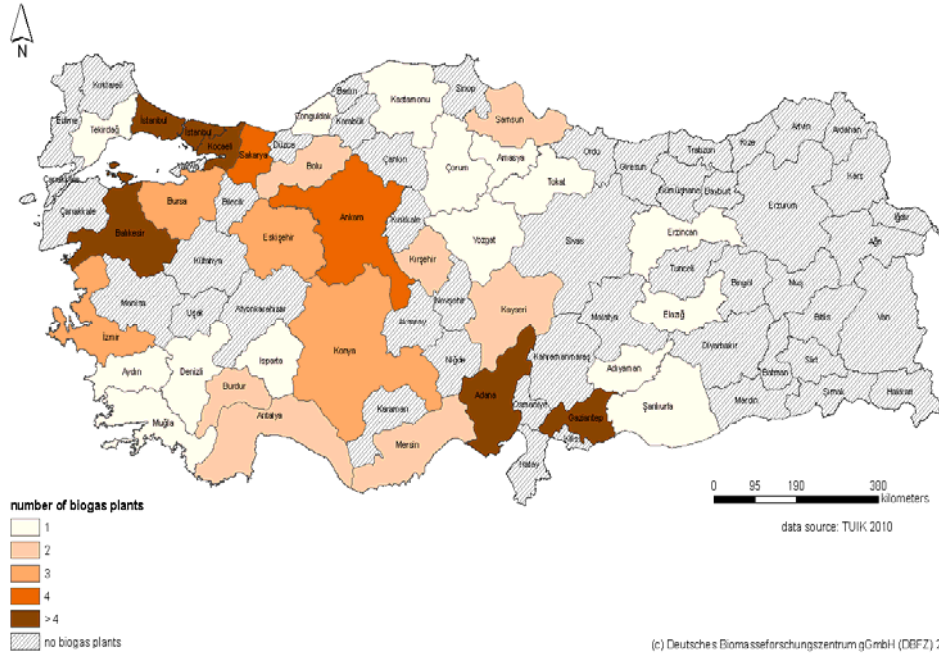 N
Kırklareli
Edirne
Tekirdağ
İstanbul
İstanbul
Kocaeli
Sakarya
Düzce
Zonguldak
Bartın
Kastamonu
Sinop
Samsun
Ordu
Giresun
Trabzon
Rize
Artvin
Ardahan
Kars
Çanakkale
Çanakkale
Balıkesir
Bursa
Bilecik
Bolu
Çankırı
Çorum
Amasya
Tokat
Gümüşhane
Bayburt
Erzurum
Iğdır
Ağrı
Kütahya
Eskişehir
Ankara
Kırıkkale
Yozgat
Sivas
Erzincan
Tunceli
Bingöl
Muş
Kırşehir
Manisa
Uşak
Afyonkarahisar
Nevşehir
Kayseri
Malatya
Elazığ
Bitlis
Van
İzmir
Aksaray
Konya
Niğde
Kahramanmaraş
Diyarbakır
Batman
Siirt
Aydın
Denizli
Isparta
Adıyaman
Mardin
Şırnak
Hakkari
Burdur
Karaman
Adana
Osmaniye
Gaziantep
Şanlıurfa
Muğla
Antalya
Mersin
Kilis
Hatay
0 95 190 300
kilometers
data source: TUIK 2010
number of biogas plants
1
2
3
4
>4
no biogas plants
(c) Deutsches Biomasseforschungszentrum gGmbH (DBFZ) 2